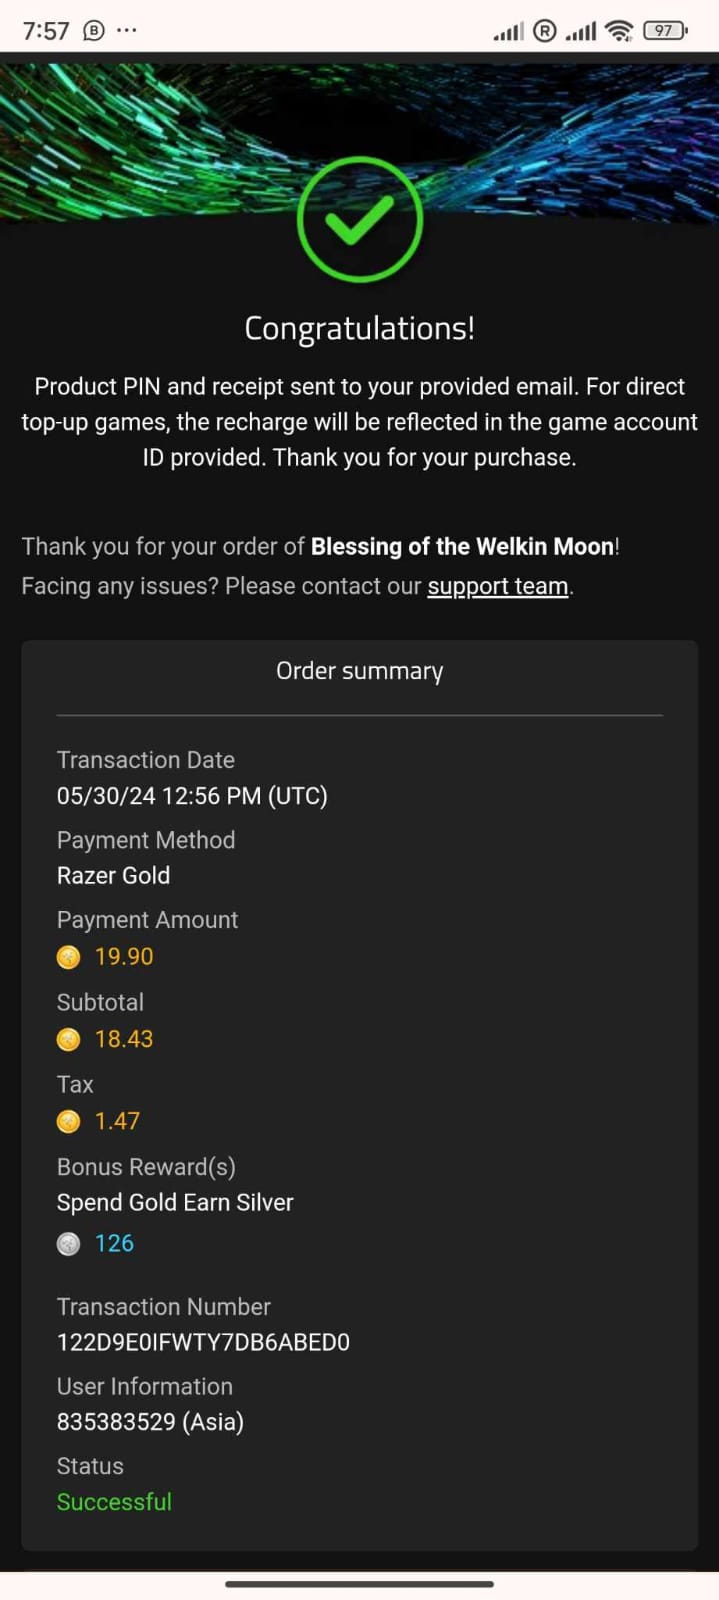 7:57 B ...
R 97
Congratulations!
Product PIN and receipt sent to your provided email. For direct
top-up games, the recharge will be reflected in the game account
ID provided. Thank you for your purchase.
Thank you for your order of Blessing of the Welkin Moon!
Facing any issues? Please contact our support team.
Order summary
Transaction Date
05/30/24 12:56 PM (UTC)
Payment Method
Razer Gold
Payment Amount
19.90
Subtotal
18.43
Tax
1.47
Bonus Reward(s)
Spend Gold Earn Silver
126
Transaction Number
122D9E0IFWTY7DB6ABED0
User Information
835383529 (Asia)
Status
Successful